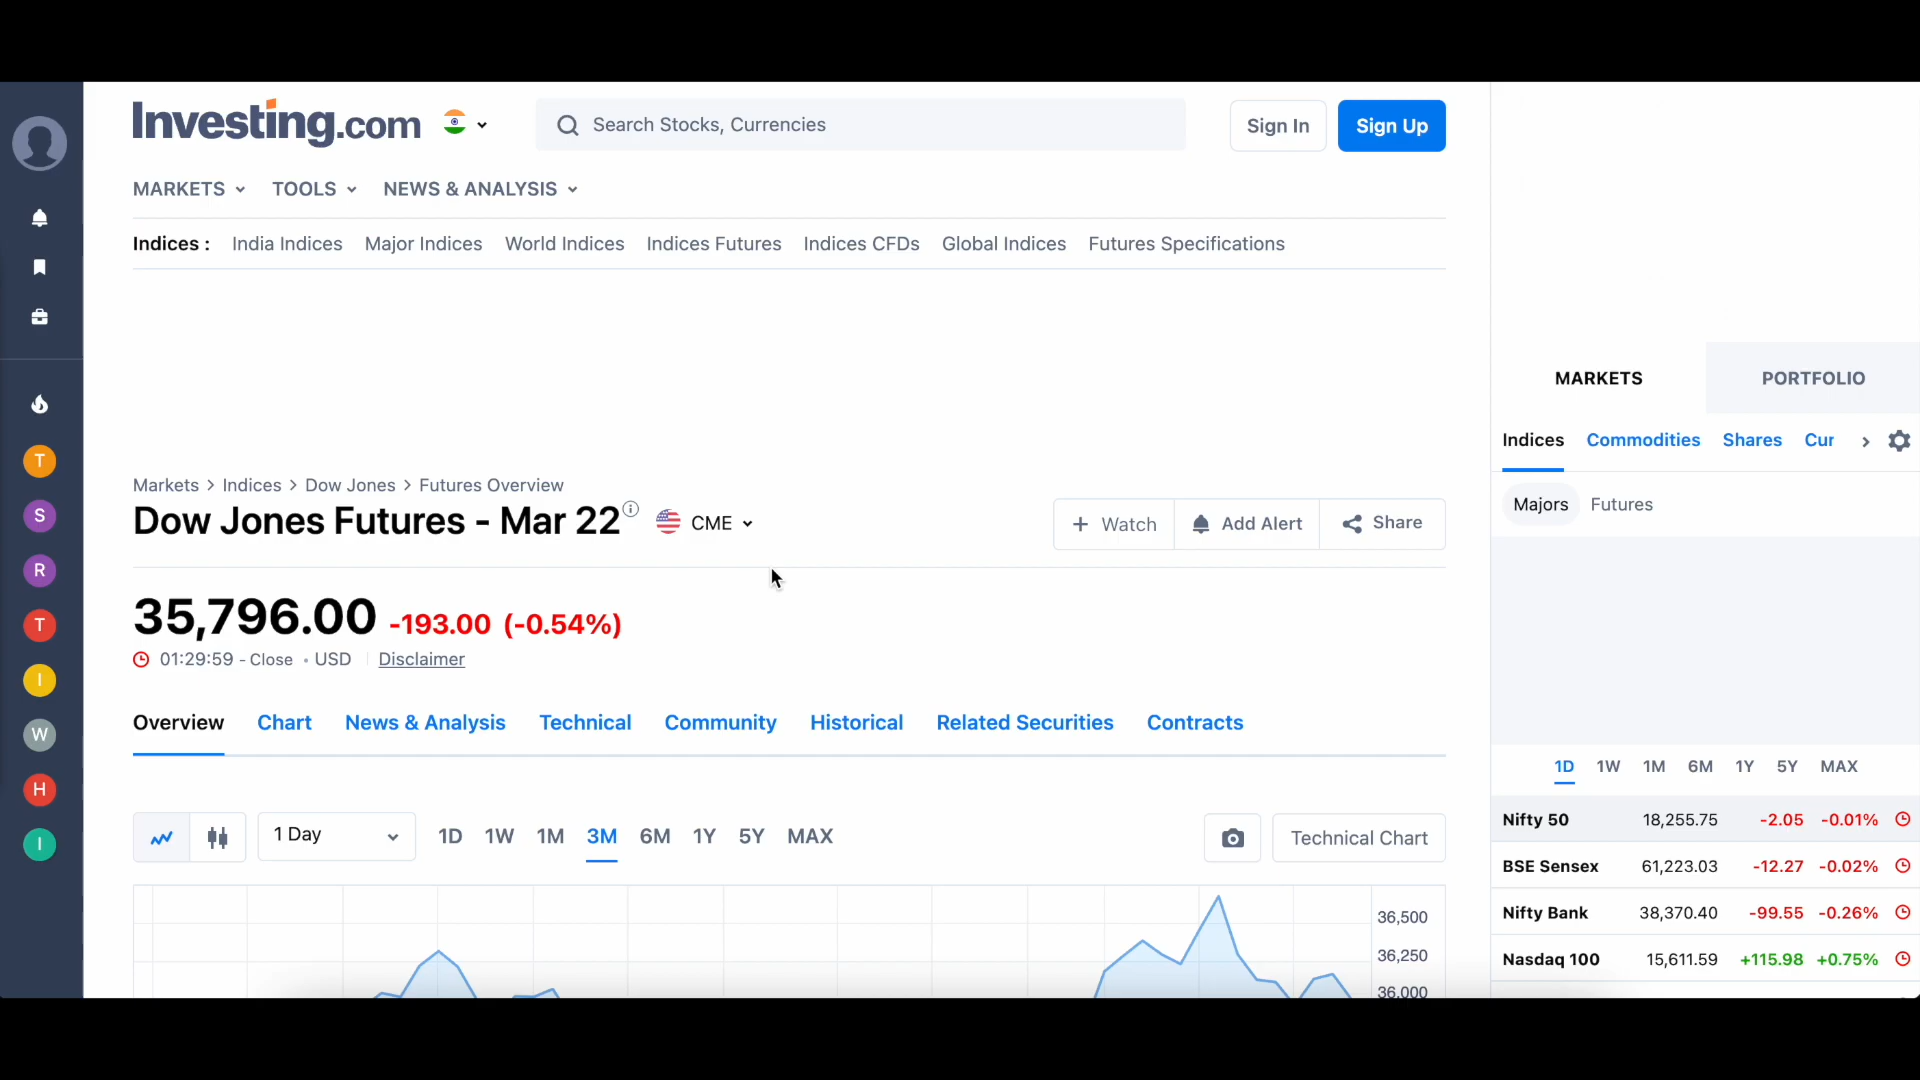 Investing.com
Search Stocks, Currencies
Sign In
Sign Up
MARKETS
TOOLS
NEWS & ANALYSIS
Indices :
India Indices
Major Indices
World Indices
Indices Futures
Indices CFDs
Global Indices
Futures Specifications
Markets > Indices > Dow Jones > Futures Overview
Dow Jones Futures - Mar 22
CME
+ Watch
Add Alert
Share
35,796.00 -193.00 (-0.54%)
01:29:59 - Close • USD
Disclaimer
Overview
Chart
News & Analysis
Technical
Community
Historical
Related Securities
Contracts
1 Day
1D
1W
1M
3M
6M
1Y
5Y
MAX
Technical Chart
36,500
36,250
36,000
T
S
R
T
I
W
H
I
MARKETS
PORTFOLIO
Indices
Commodities
Shares
Cur
Majors
Futures
1D
1W
1M
6M
1Y
5Y
MAX
Nifty 50 18,255.75 -2.05 -0.01%
BSE Sensex 61,223.03 -12.27 -0.02%
Nifty Bank 38,370.40 -99.55 -0.26%
Nasdaq 100 15,611.59 +115.98 +0.75%